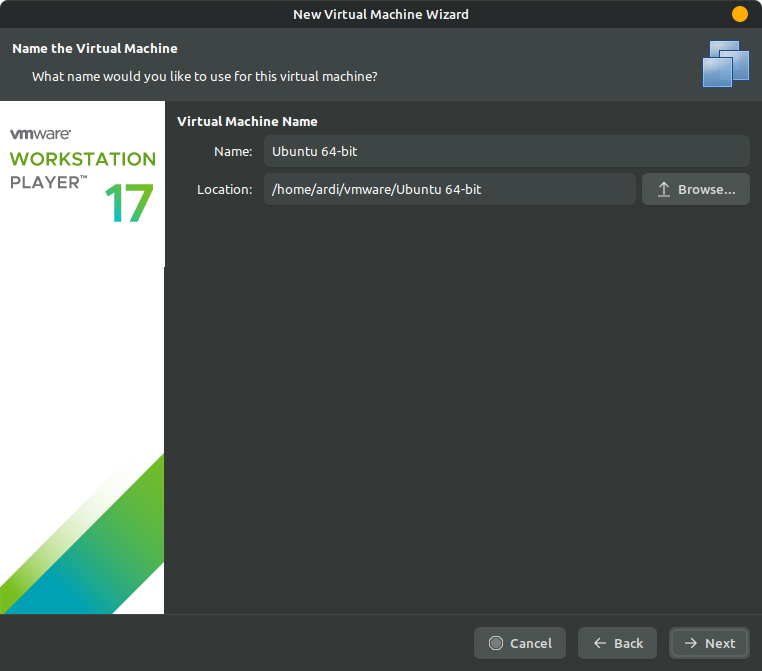 New Virtual Machine Wizard
Name the Virtual Machine
What name would you like to use for this virtual machine?
vmware®
WORKSTATION
PLAYER™
17
Virtual Machine Name
Name: Ubuntu 64-bit
Location: /home/ardi/vmware/Ubuntu 64-bit Browse...
Cancel Back Next